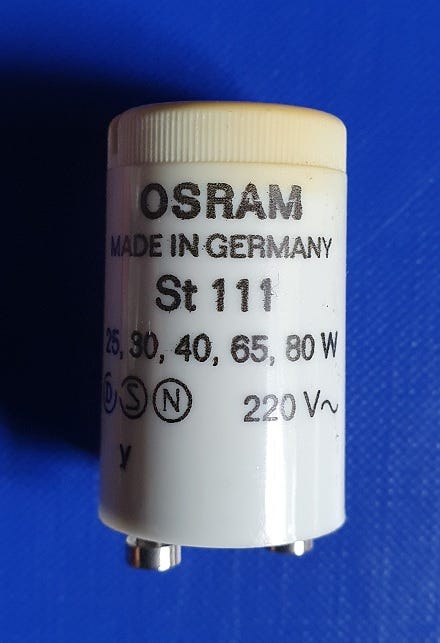 OSRAM
MADE IN GERMANY
St 111
25, 30, 40, 65, 80 W
D S N 220 V~
y